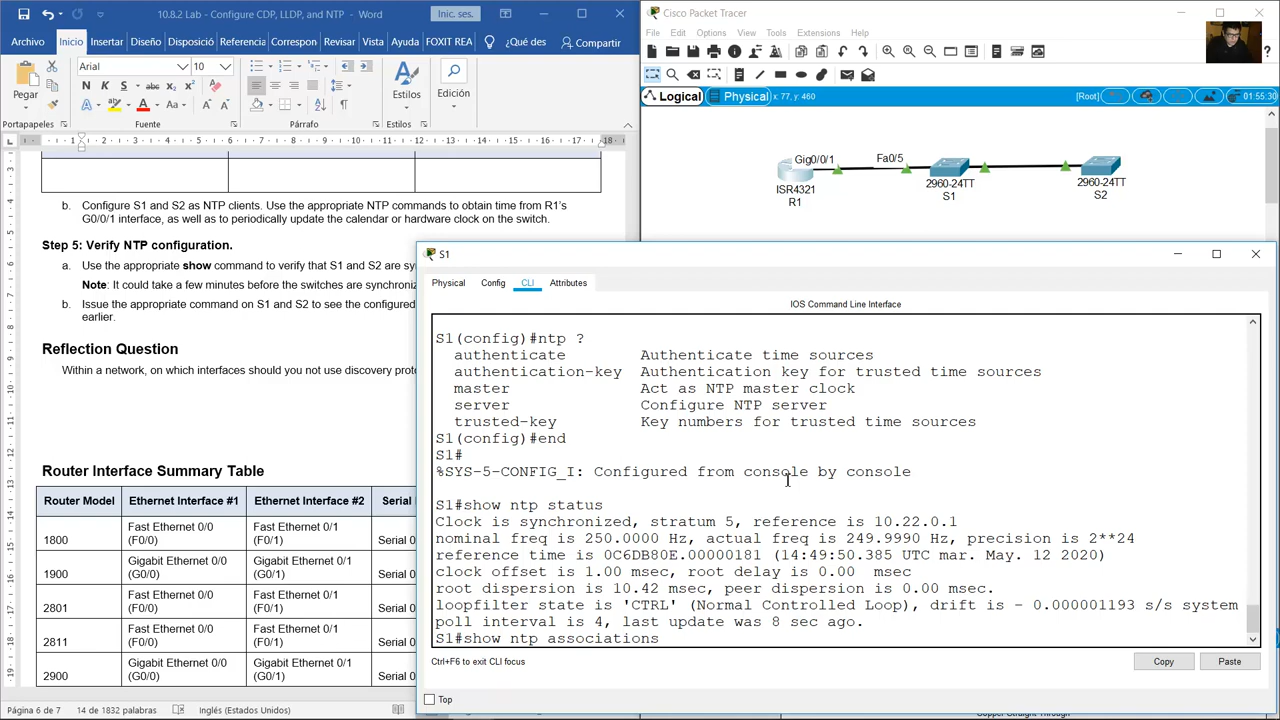 10.8.2 Lab - Configure CDP, LLDP, and NTP - Word
Inic. ses.
Archivo
Inicio
Insertar
Diseño
Disposició
Referencia
Correspon
Revisar
Vista
Ayuda
FOXIT REA
¿Qué des
Compartir
Pegar
Arial
10
N K S abc x₂ x²
Estilos
Edición
Portapapeles
Fuente
Párrafo
Estilos
b. Configure S1 and S2 as NTP clients. Use the appropriate NTP commands to obtain time from R1's
G0/0/1 interface, as well as to periodically update the calendar or hardware clock on the switch.
Step 5: Verify NTP configuration.
a. Use the appropriate show command to verify that S1 and S2 are sy
Note: It could take a few minutes before the switches are synchroniz
b. Issue the appropriate command on S1 and S2 to see the configured
earlier.
Reflection Question
Within a network, on which interfaces should you not use discovery prot
Router Interface Summary Table
Router Model Ethernet Interface #1 Ethernet Interface #2 Serial
1800 Fast Ethernet 0/0 (F0/0) Fast Ethernet 0/1 (F0/1) Serial 0
1900 Gigabit Ethernet 0/0 (G0/0) Gigabit Ethernet 0/1 (G0/1) Serial 0
2801 Fast Ethernet 0/0 (F0/0) Fast Ethernet 0/1 (F0/1) Serial 0
2811 Fast Ethernet 0/0 (F0/0) Fast Ethernet 0/1 (F0/1) Serial 0
2900 Gigabit Ethernet 0/0 (G0/0) Gigabit Ethernet 0/1 (G0/1) Serial 0
Página 6 de 7
14 de 1832 palabras
Inglés (Estados Unidos)
Cisco Packet Tracer
File Edit Options View Tools Extensions Help
Logical
Physical
x: 77, y: 460
[Root]
01:55:30
Gig0/0/1
Fa0/5
ISR4321
R1
2960-24TT
S1
2960-24TT
S2
S1
Physical Config CLI Attributes
IOS Command Line Interface
S1(config)#ntp ?
authenticate Authenticate time sources
authentication-key Authentication key for trusted time sources
master Act as NTP master clock
server Configure NTP server
trusted-key Key numbers for trusted time sources
S1(config)#end
S1#
%SYS-5-CONFIG_I: Configured from console by console
S1#show ntp status
Clock is synchronized, stratum 5, reference is 10.22.0.1
nominal freq is 250.0000 Hz, actual freq is 249.9990 Hz, precision is 2**24
reference time is 0C6DB80E.00000181 (14:49:50.385 UTC mar. May. 12 2020)
clock offset is 1.00 msec, root delay is 0.00 msec
root dispersion is 10.42 msec, peer dispersion is 0.00 msec.
loopfilter state is 'CTRL' (Normal Controlled Loop), drift is - 0.000001193 s/s system
poll interval is 4, last update was 8 sec ago.
S1#show ntp associations
Ctrl+F6 to exit CLI focus
Copy
Paste
Top